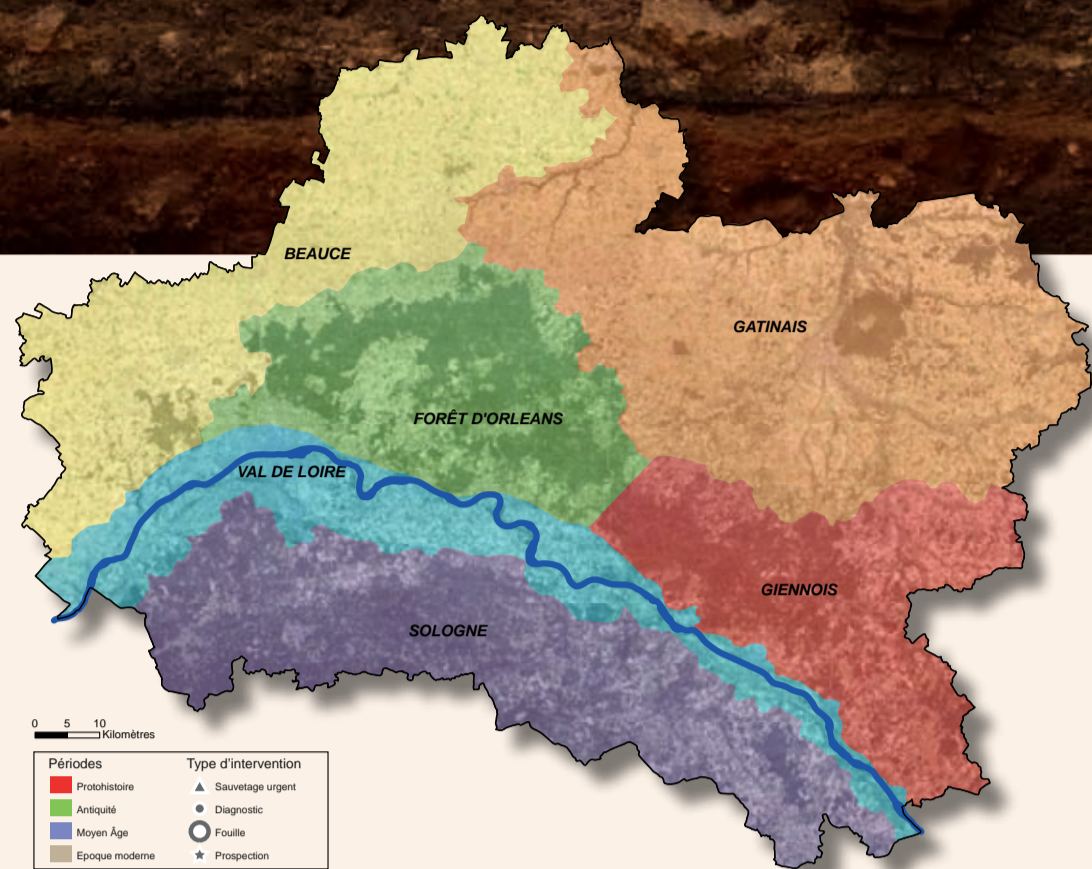 BEAUCE
GATINAIS
FORÊT D'ORLEANS
VAL DE LOIRE
GIENNOIS
SOLOGNE
0 5 10
Kilomètres
Périodes
Protohistoire
Antiquité
Moyen Âge
Epoque moderne
Type d'intervention
Sauvetage urgent
Diagnostic
Fouille
Prospection